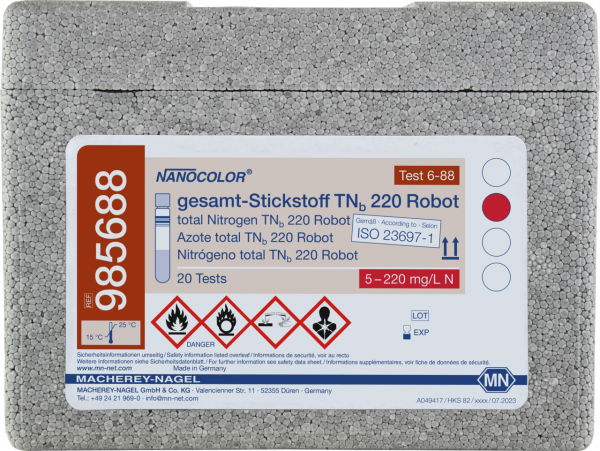 NANOCOLOR®
Test 6-88
gesamt-Stickstoff TNb 220 Robot
total Nitrogen TNb 220 Robot
Azote total TNb 220 Robot
Nitrógeno total TNb 220 Robot
Gemäß · According to · Selon
ISO 23697-1
20 Tests
5–220 mg/L N
REF
985688
25 °C
15 °C
DANGER
LOT
EXP
Sicherheitsinformationen umseitig / Safety information listed overleaf / Informations de sécurité, voir au recto
Weitere Informationen siehe Sicherheitsdatenblatt. / For further information see safety data sheet. / Informations supplémentaires, voir fiche de données de sécurité.
www.mn-net.com
Made in Germany
MACHEREY-NAGEL
MN
MACHEREY-NAGEL GmbH & Co. KG · Valencienner Str. 11 · 52355 Düren · Germany
Tel.: +49 24 21 969-0 · info@mn-net.com
A049417 / HKS 82 / xxxx / 07.2023